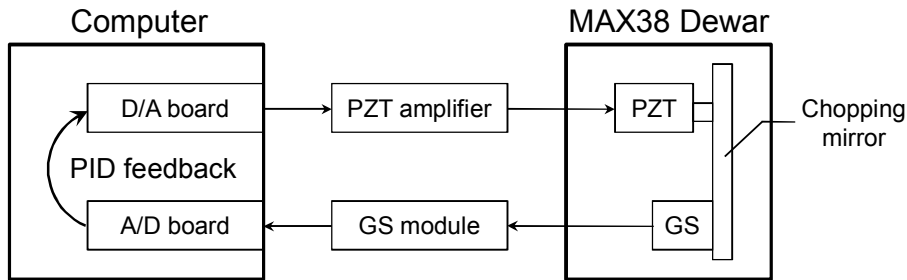 Computer
MAX38 Dewar
D/A board
PZT amplifier
PZT
Chopping
mirror
PID feedback
A/D board
GS module
GS